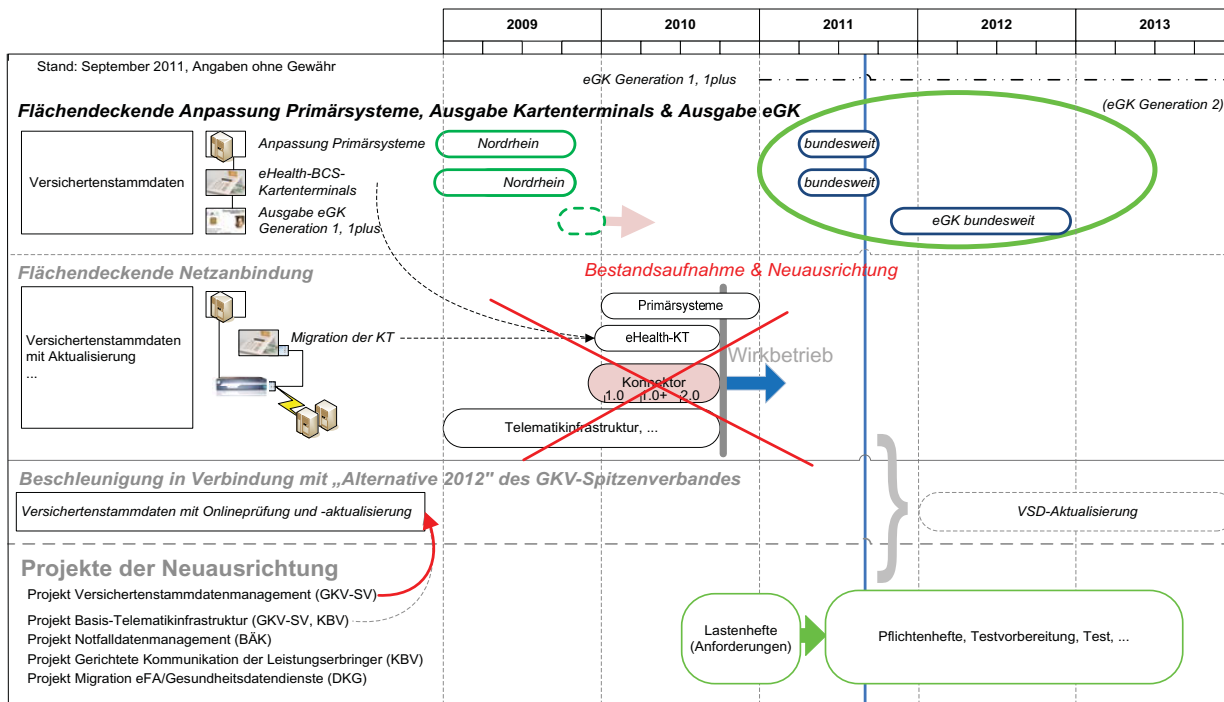 2009 2010 2011 2012 2013
Stand: September 2011, Angaben ohne Gewähr
eGK Generation 1, 1plus
(eGK Generation 2)
Flächendeckende Anpassung Primärsysteme, Ausgabe Kartenterminals & Ausgabe eGK
Versichertenstammdaten
Anpassung Primärsysteme
Nordrhein
bundesweit
eHealth-BCS-
Kartenterminals
Nordrhein
bundesweit
Ausgabe eGK
Generation 1, 1plus
eGK bundesweit
Flächendeckende Netzanbindung
Bestandsaufnahme & Neuausrichtung
Versichertenstammdaten
mit Aktualisierung
...
Migration der KT
Primärsysteme
eHealth-KT
Wirkbetrieb
Konnektor
1.0 1.0+ 2.0
Telematikinfrastruktur, ...
Beschleunigung in Verbindung mit „Alternative 2012" des GKV-Spitzenverbandes
Versichertenstammdaten mit Onlineprüfung und -aktualisierung
VSD-Aktualisierung
Projekte der Neuausrichtung
Projekt Versichertenstammdatenmanagement (GKV-SV)
Projekt Basis-Telematikinfrastruktur (GKV-SV, KBV)
Projekt Notfalldatenmanagement (BÄK)
Projekt Gerichtete Kommunikation der Leistungserbringer (KBV)
Projekt Migration eFA/Gesundheitsdatendienste (DKG)
Lastenhefte
(Anforderungen)
Pflichtenhefte, Testvorbereitung, Test, ...